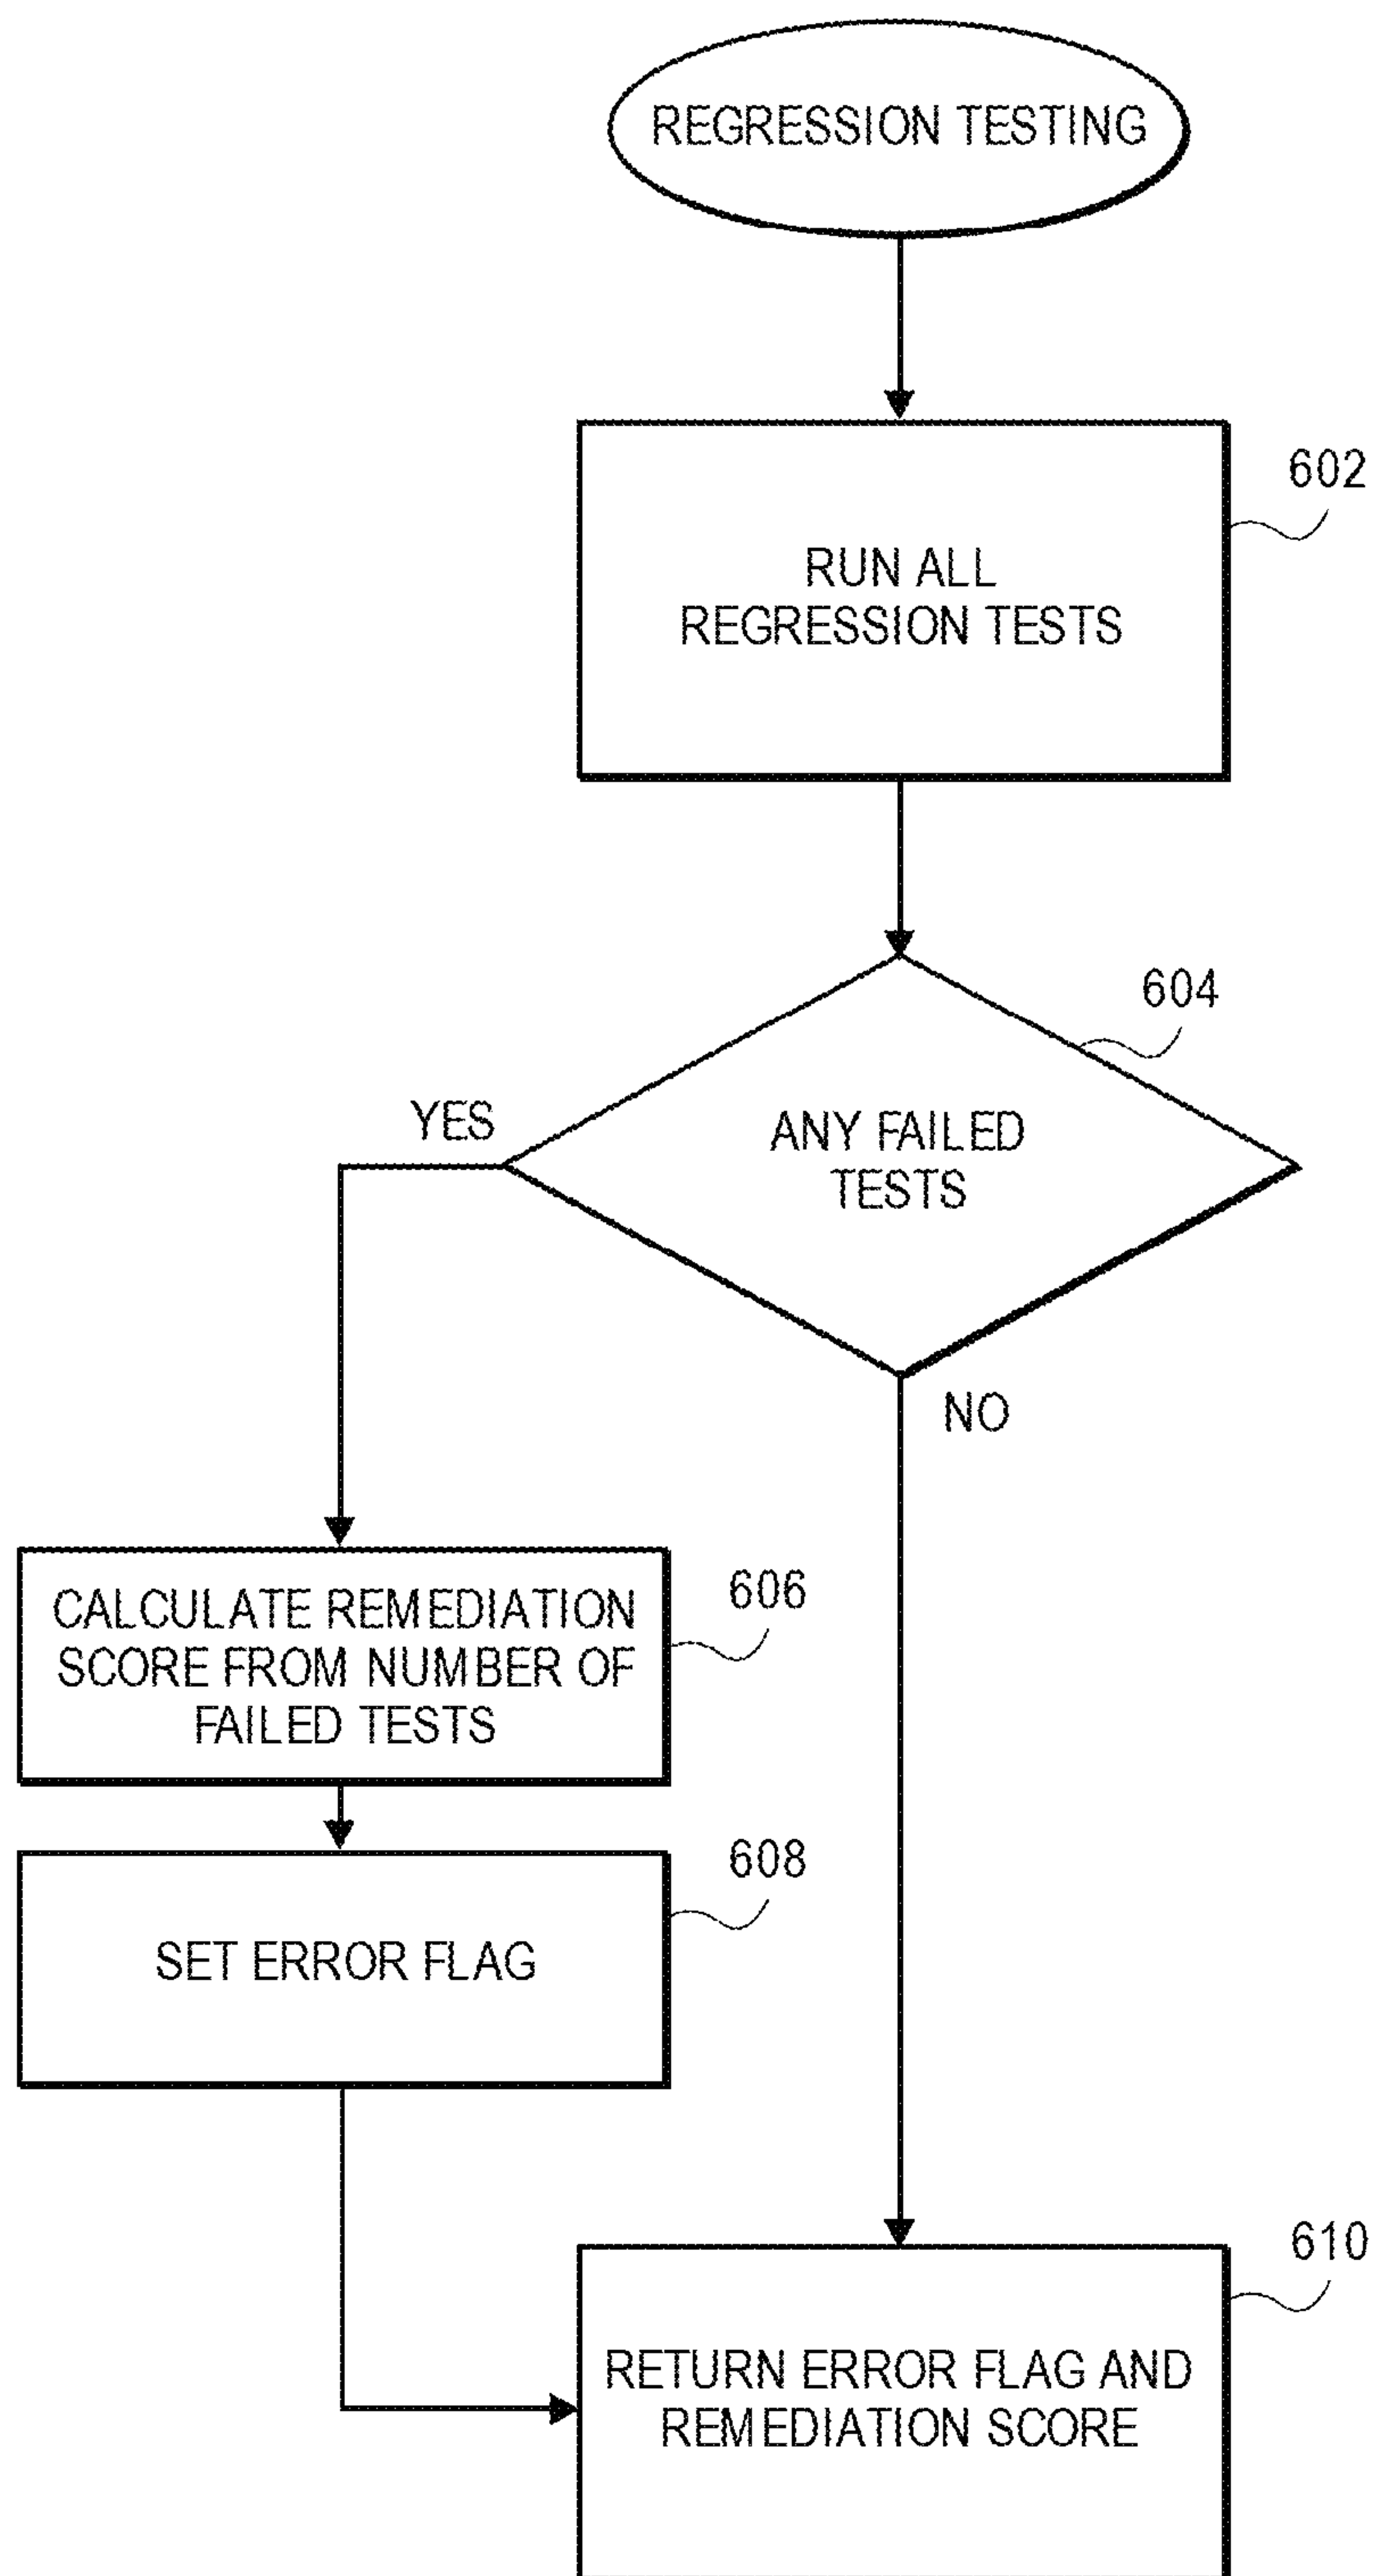 REGRESSION TESTING
602
RUN ALL
REGRESSION TESTS
604
YES
ANY FAILED
TESTS
NO
CALCULATE REMEDIATION
SCORE FROM NUMBER OF
FAILED TESTS
606
608
SET ERROR FLAG
610
RETURN ERROR FLAG AND
REMEDIATION SCORE